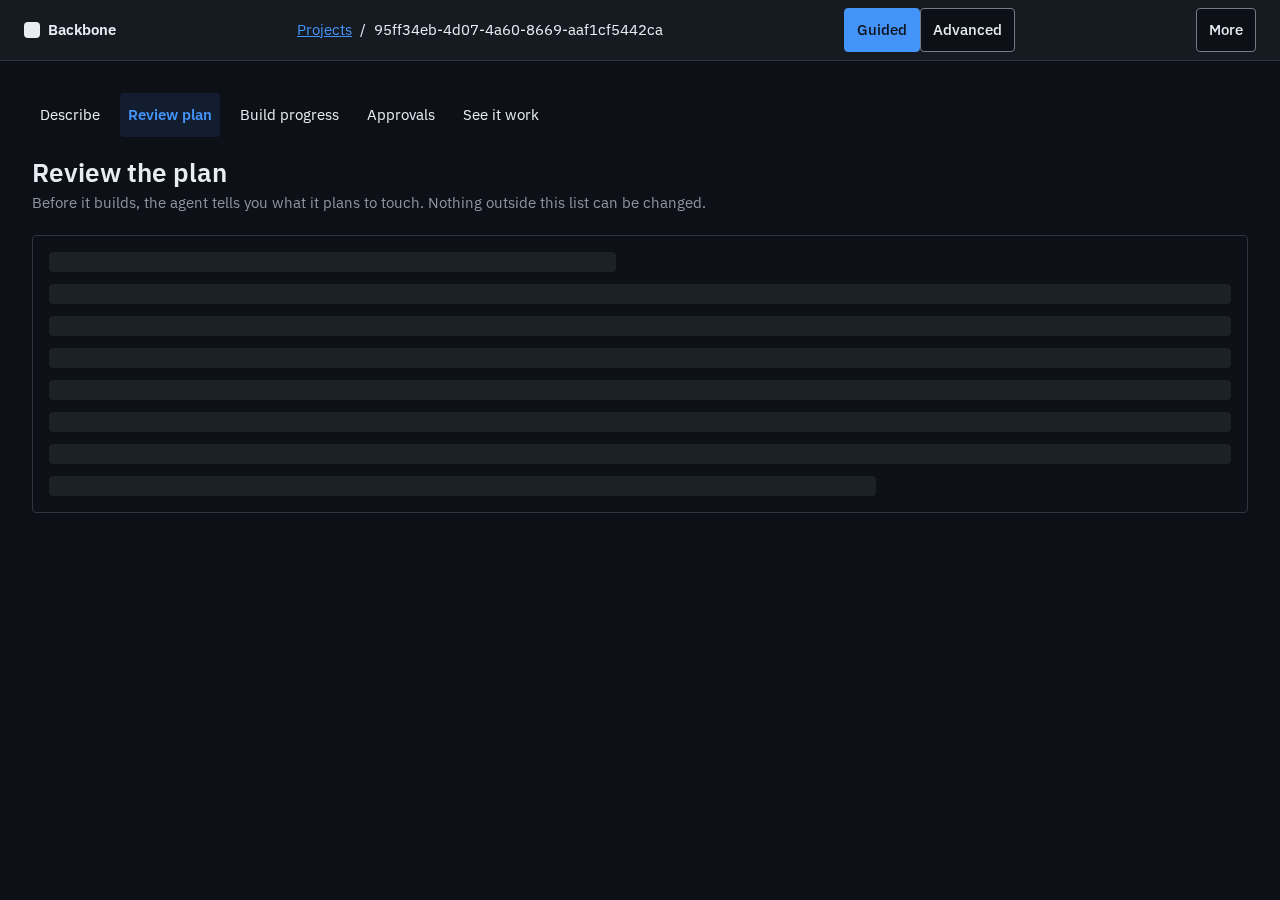 Backbone
Projects / 95ff34eb-4d07-4a60-8669-aaf1cf5442ca
Guided
Advanced
More
Describe
Review plan
Build progress
Approvals
See it work
Review the plan
Before it builds, the agent tells you what it plans to touch. Nothing outside this list can be changed.